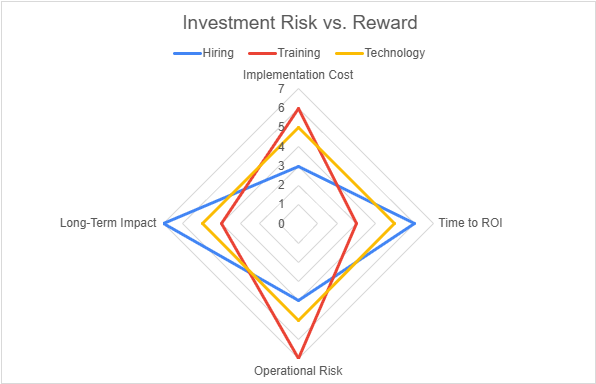 Investment Risk vs. Reward
Hiring Training Technology
Implementation Cost
7
6
5
4
3
2
1
0
Long-Term Impact
Time to ROI
Operational Risk